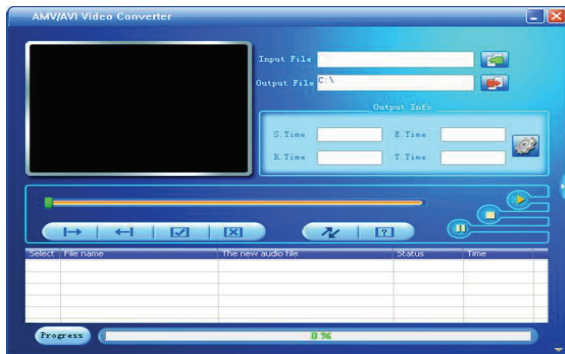 AMV/AVI Video Converter
Input File
Output File C:\
Output Info
S.Time E.Time
R.Time T.Time
Select File name The new audio file Status Time
Progress 0 %